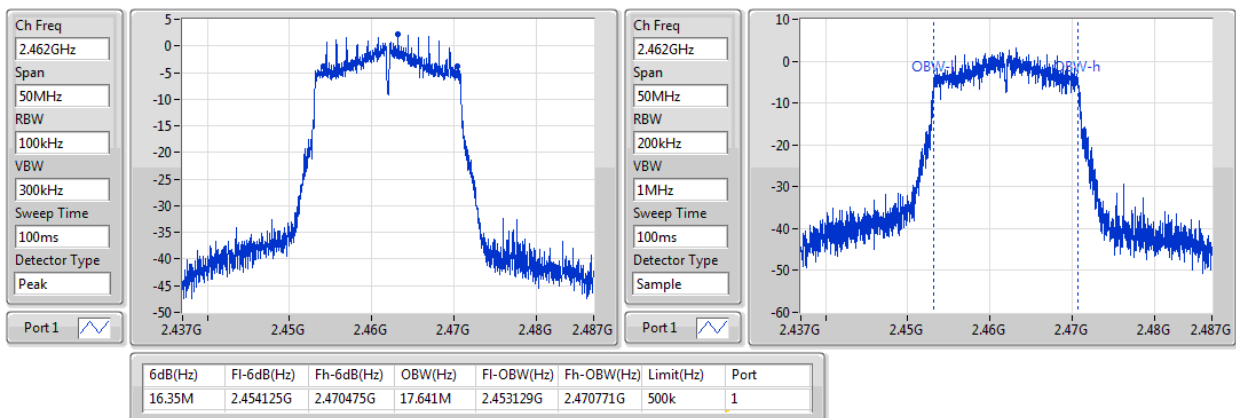 Ch Freq
2.462GHz
Span
50MHz
RBW
100kHz
VBW
300kHz
Sweep Time
100ms
Detector Type
Peak
Port 1
5
0
-5
-10
-15
-20
-25
-30
-35
-40
-45
-50
2.437G 2.45G 2.46G 2.47G 2.48G 2.487G
Ch Freq
2.462GHz
Span
50MHz
RBW
200kHz
VBW
1MHz
Sweep Time
100ms
Detector Type
Sample
Port 1
10
0
-10
-20
-30
-40
-50
-60
OBW-l OBW-h
2.437G 2.45G 2.46G 2.47G 2.48G 2.487G
6dB(Hz) Fl-6dB(Hz) Fh-6dB(Hz) OBW(Hz) Fl-OBW(Hz) Fh-OBW(Hz) Limit(Hz) Port
16.35M 2.454125G 2.470475G 17.641M 2.453129G 2.470771G 500k 1